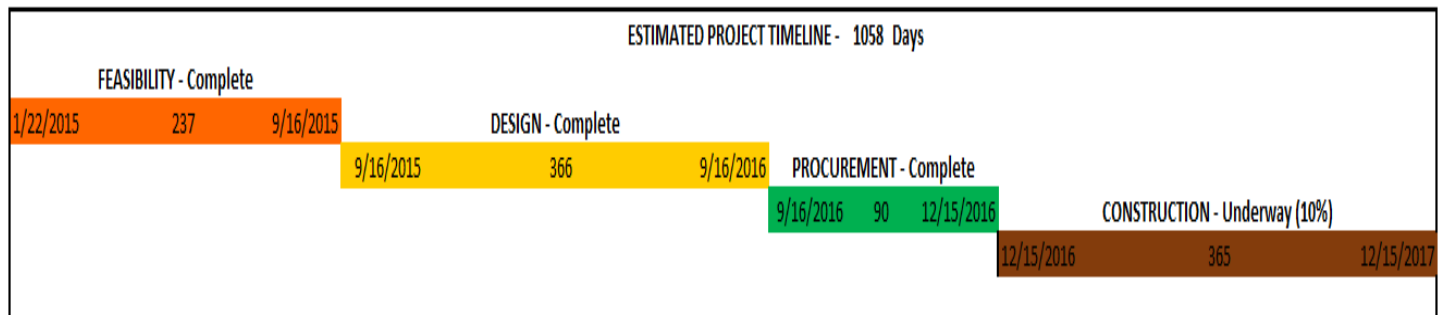 ESTIMATED PROJECT TIMELINE - 1058 Days
FEASIBILITY - Complete
1/22/2015 237 9/16/2015
DESIGN - Complete
9/16/2015 366 9/16/2016
PROCUREMENT - Complete
9/16/2016 90 12/15/2016
CONSTRUCTION - Underway (10%)
12/15/2016 365 12/15/2017